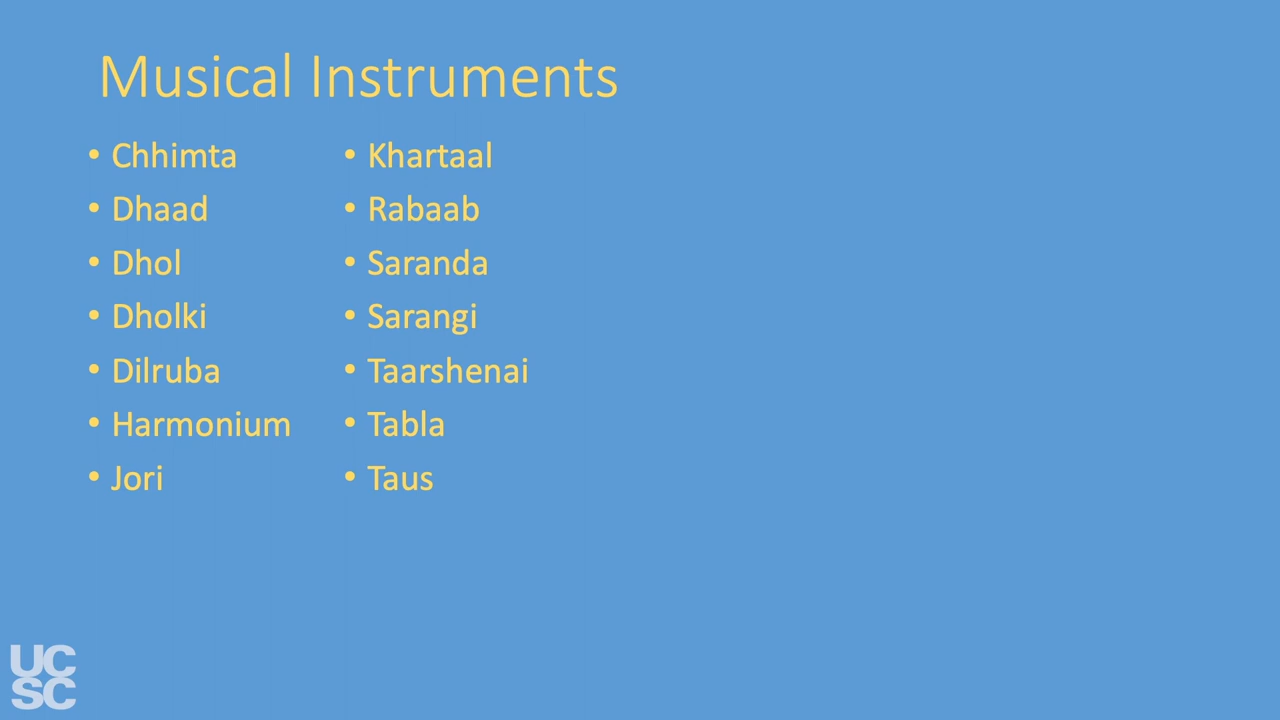 Musical Instruments
• Chhimta
• Dhaad
• Dhol
• Dholki
• Dilruba
• Harmonium
• Jori
• Khartaal
• Rabaab
• Saranda
• Sarangi
• Taarshenai
• Tabla
• Taus
UC
SC